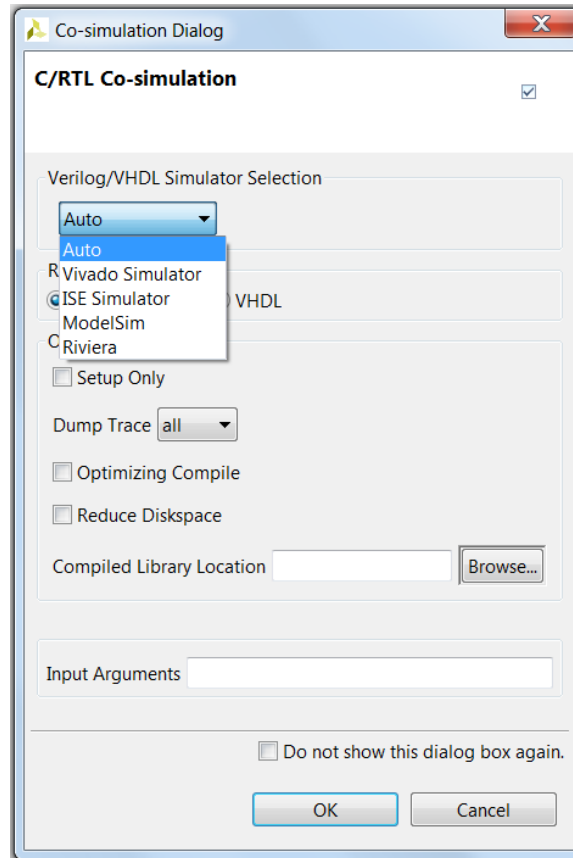 Co-simulation Dialog
C/RTL Co-simulation
Verilog/VHDL Simulator Selection
Auto
Auto
Vivado Simulator
ISE Simulator
ModelSim
Riviera
R
VHDL
O
Setup Only
Dump Trace all
Optimizing Compile
Reduce Diskspace
Compiled Library Location Browse...
Input Arguments
Do not show this dialog box again.
OK Cancel